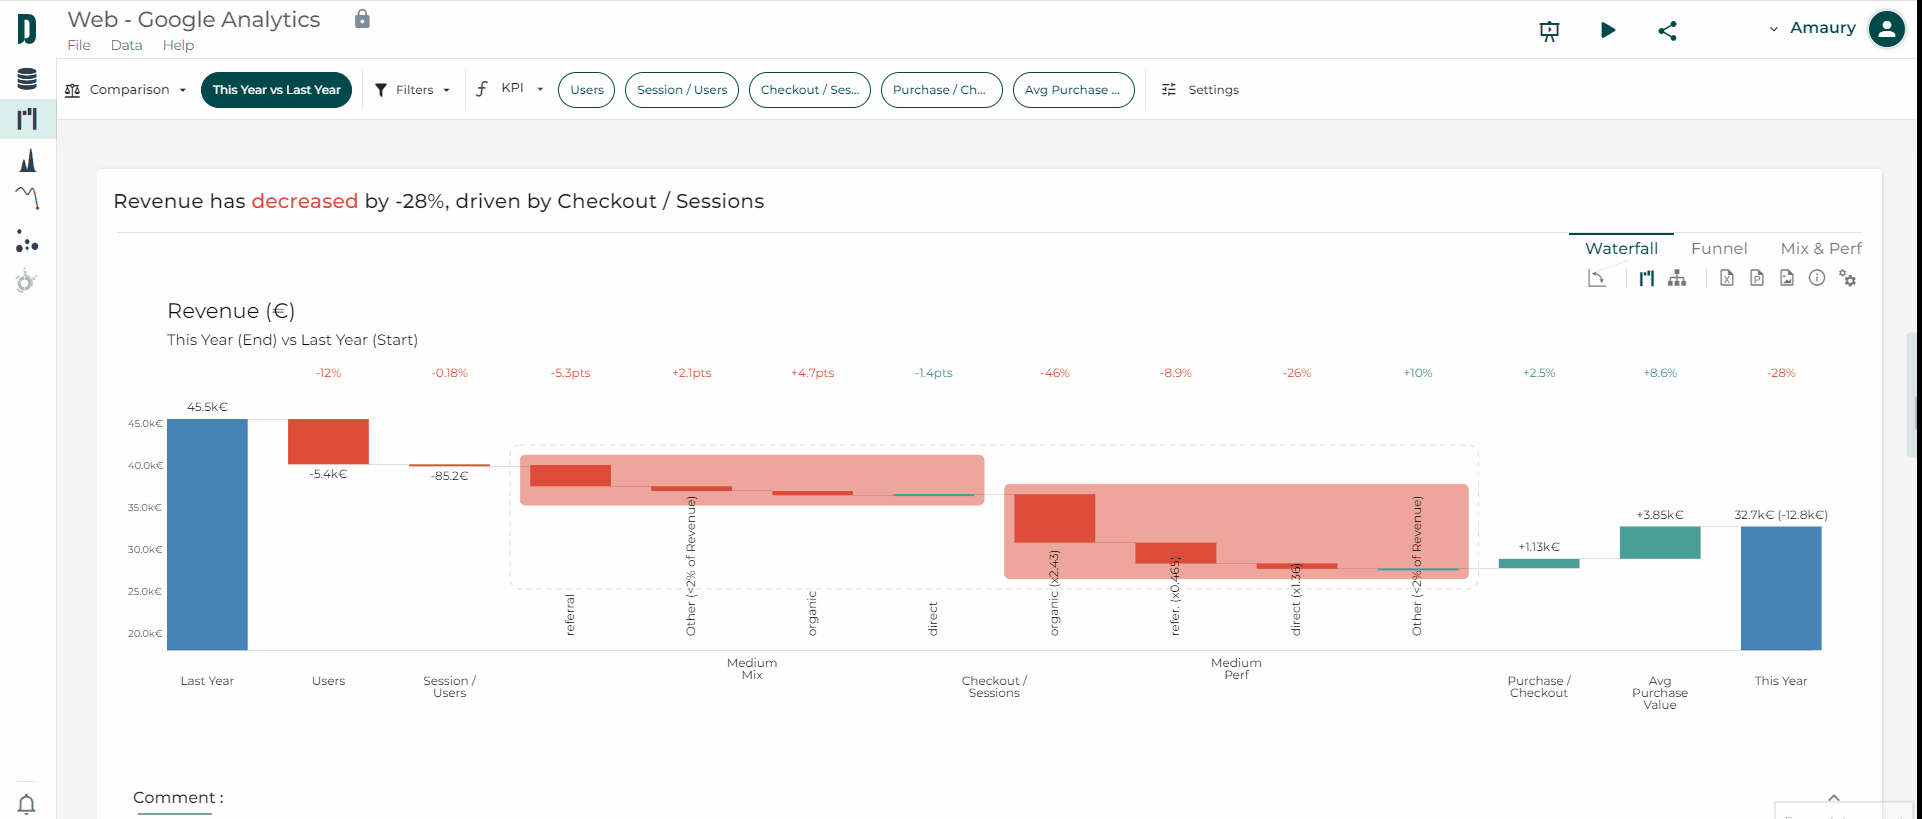 Web - Google Analytics
File Data Help
Amaury
Comparison
This Year vs Last Year
Filters
KPI
Users
Session / Users
Checkout / Ses...
Purchase / Ch...
Avg Purchase ...
Settings
Revenue has decreased by -28%, driven by Checkout / Sessions
Waterfall Funnel Mix & Perf
Revenue (€)
This Year (End) vs Last Year (Start)
-12% -0.18% -5.3pts +2.1pts +4.7pts -1.4pts -46% -8.9% -26% +10% +2.5% +8.6% -28%
45.0k€
40.0k€
35.0k€
30.0k€
25.0k€
20.0k€
45.5k€
-5.4k€
-85.2€
+1.13k€
+3.85k€
32.7k€ (-12.8k€)
referral
Other (<2% of Revenue)
organic
direct
organic (x2.43)
refer. (x0.465)
direct (x1.36)
Other (<2% of Revenue)
Last Year
Users
Session /
Users
Medium
Mix
Checkout /
Sessions
Medium
Perf
Purchase /
Checkout
Avg
Purchase
Value
This Year
Comment :